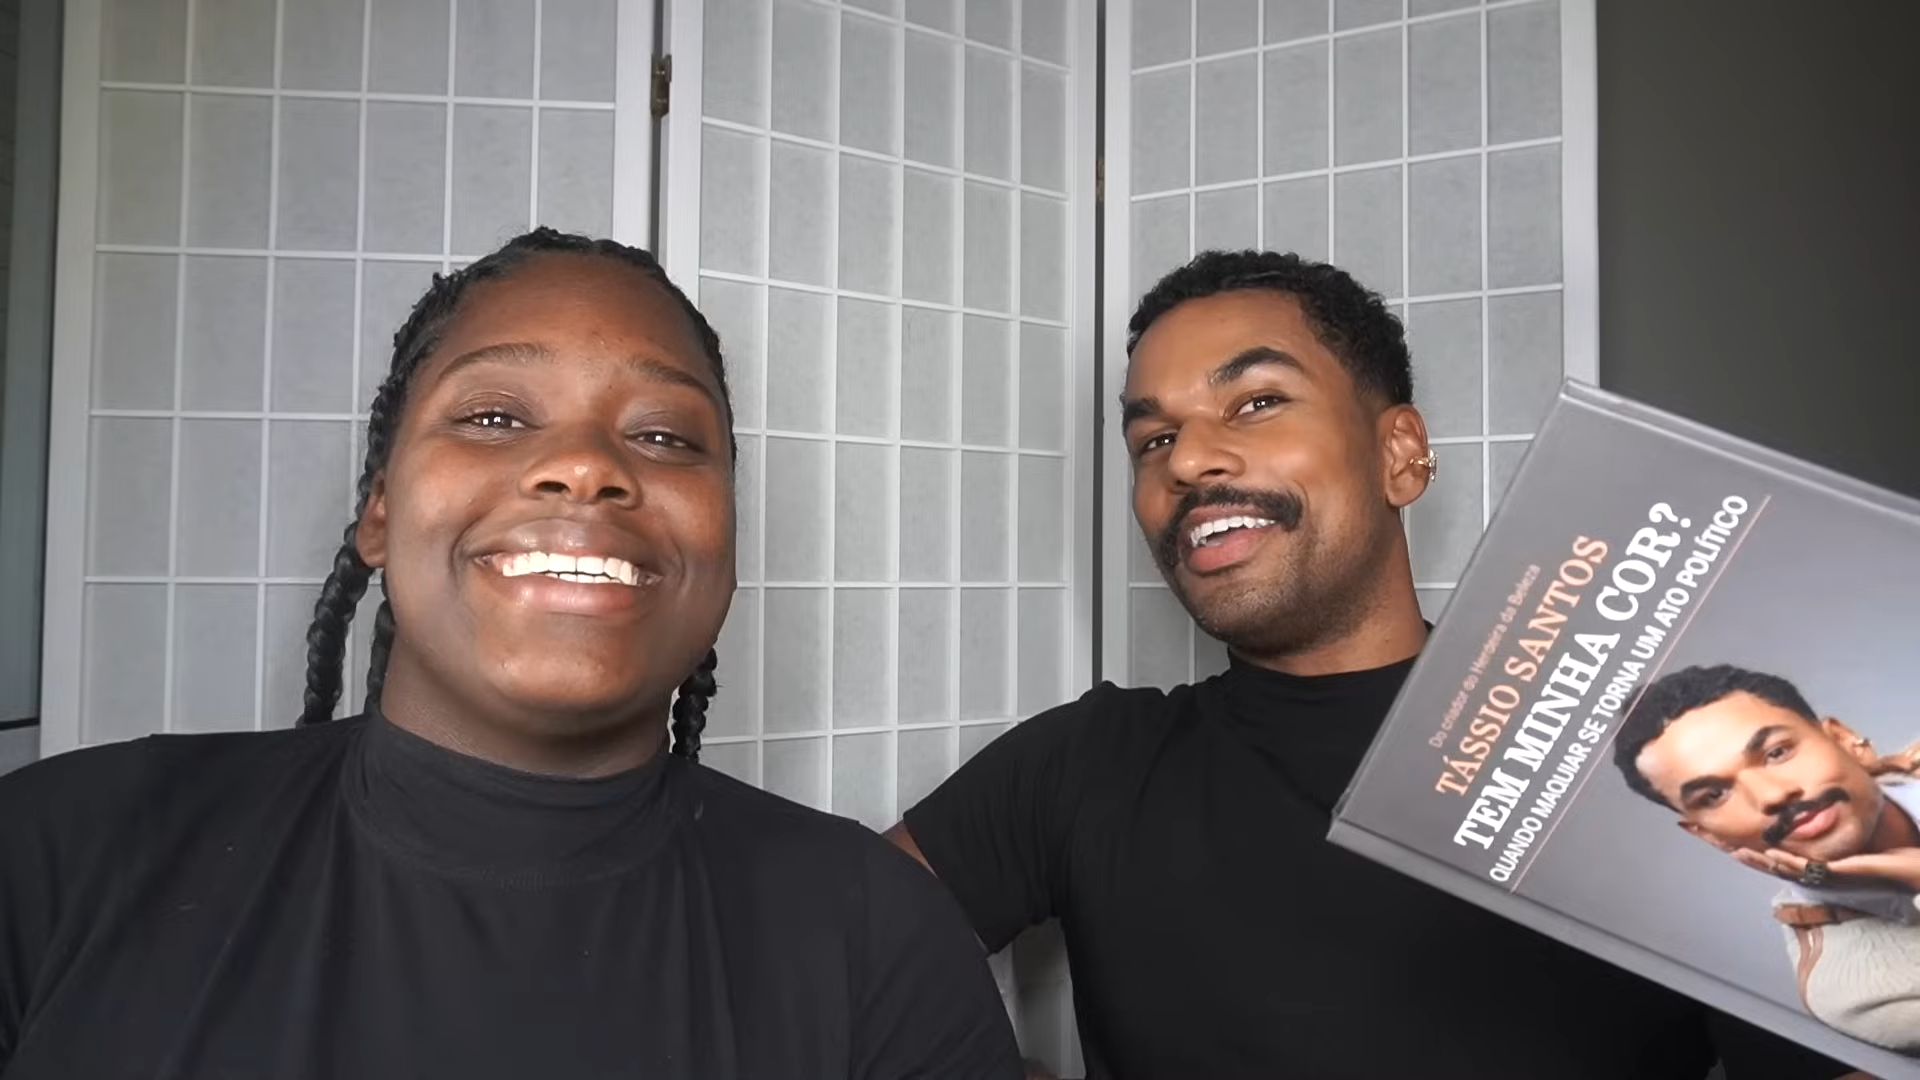 Do criador do Herdeira da Beleza
TÁSSIO SANTOS
TEM MINHA COR?
QUANDO MAQUIAR SE TORNA UM ATO POLÍTICO